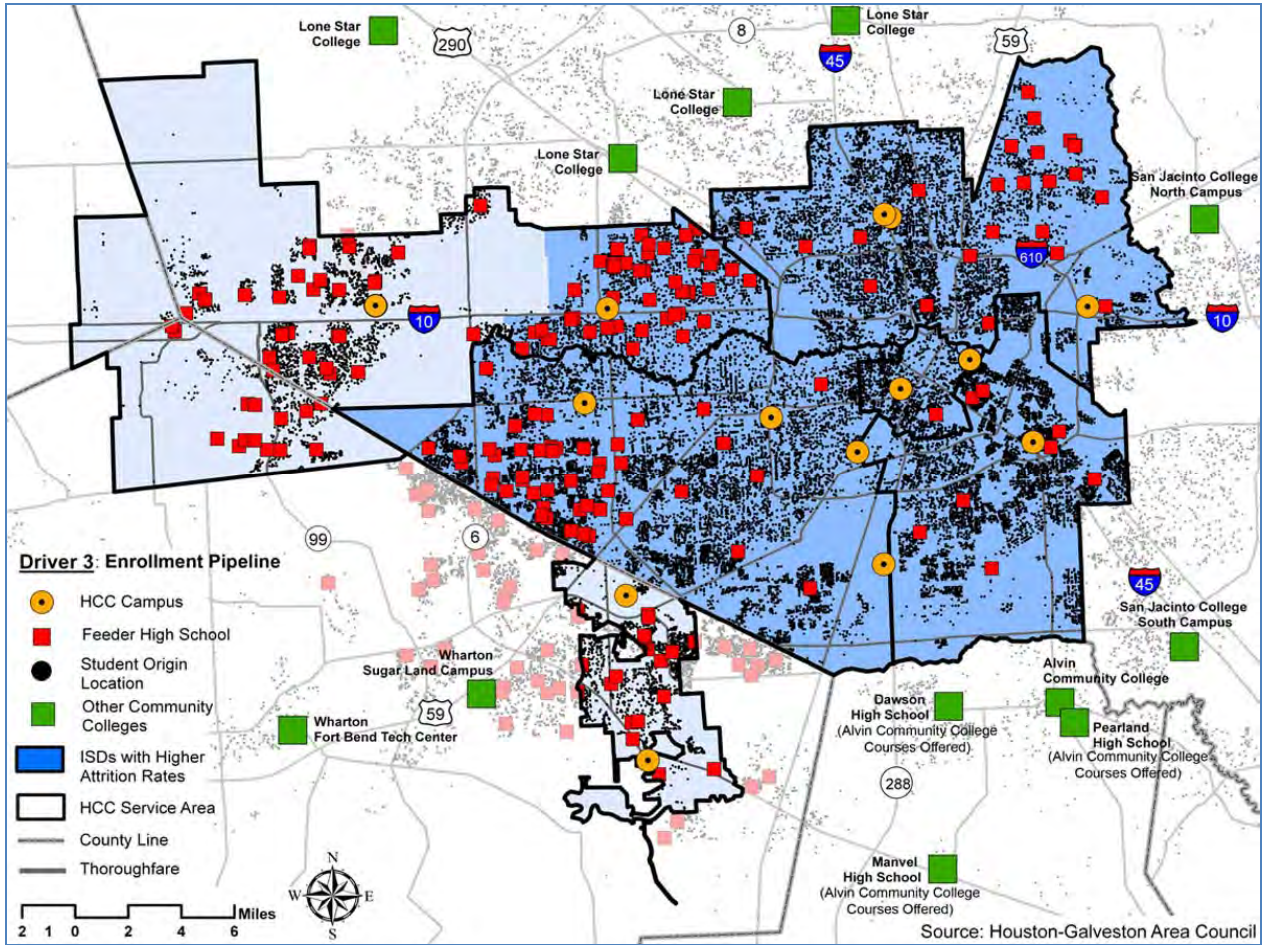 Lone Star
College
290
8
Lone Star
College
45
59
Lone Star
College
Lone Star
College
San Jacinto College
North Campus
610
10
10
99
6
Driver 3: Enrollment Pipeline
HCC Campus
Feeder High School
Student Origin
Location
Other Community
Colleges
ISDs with Higher
Attrition Rates
HCC Service Area
County Line
Thoroughfare
Miles
2 1 0 2 4 6
N
W E
S
Wharton
Sugar Land Campus
59
Wharton
Fort Bend Tech Center
45
San Jacinto College
South Campus
Alvin
Community College
Dawson
High School
(Alvin Community College
Courses Offered)
Pearland
High School
(Alvin Community College
Courses Offered)
288
Manvel
High School
(Alvin Community College
Courses Offered)
Source: Houston-Galveston Area Council